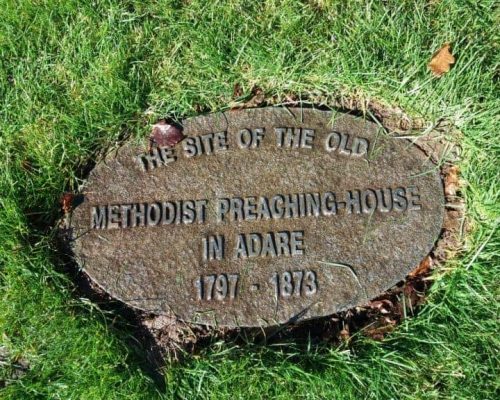 THE SITE OF THE OLD
METHODIST PREACHING-HOUSE
IN ADARE
1797 - 1873